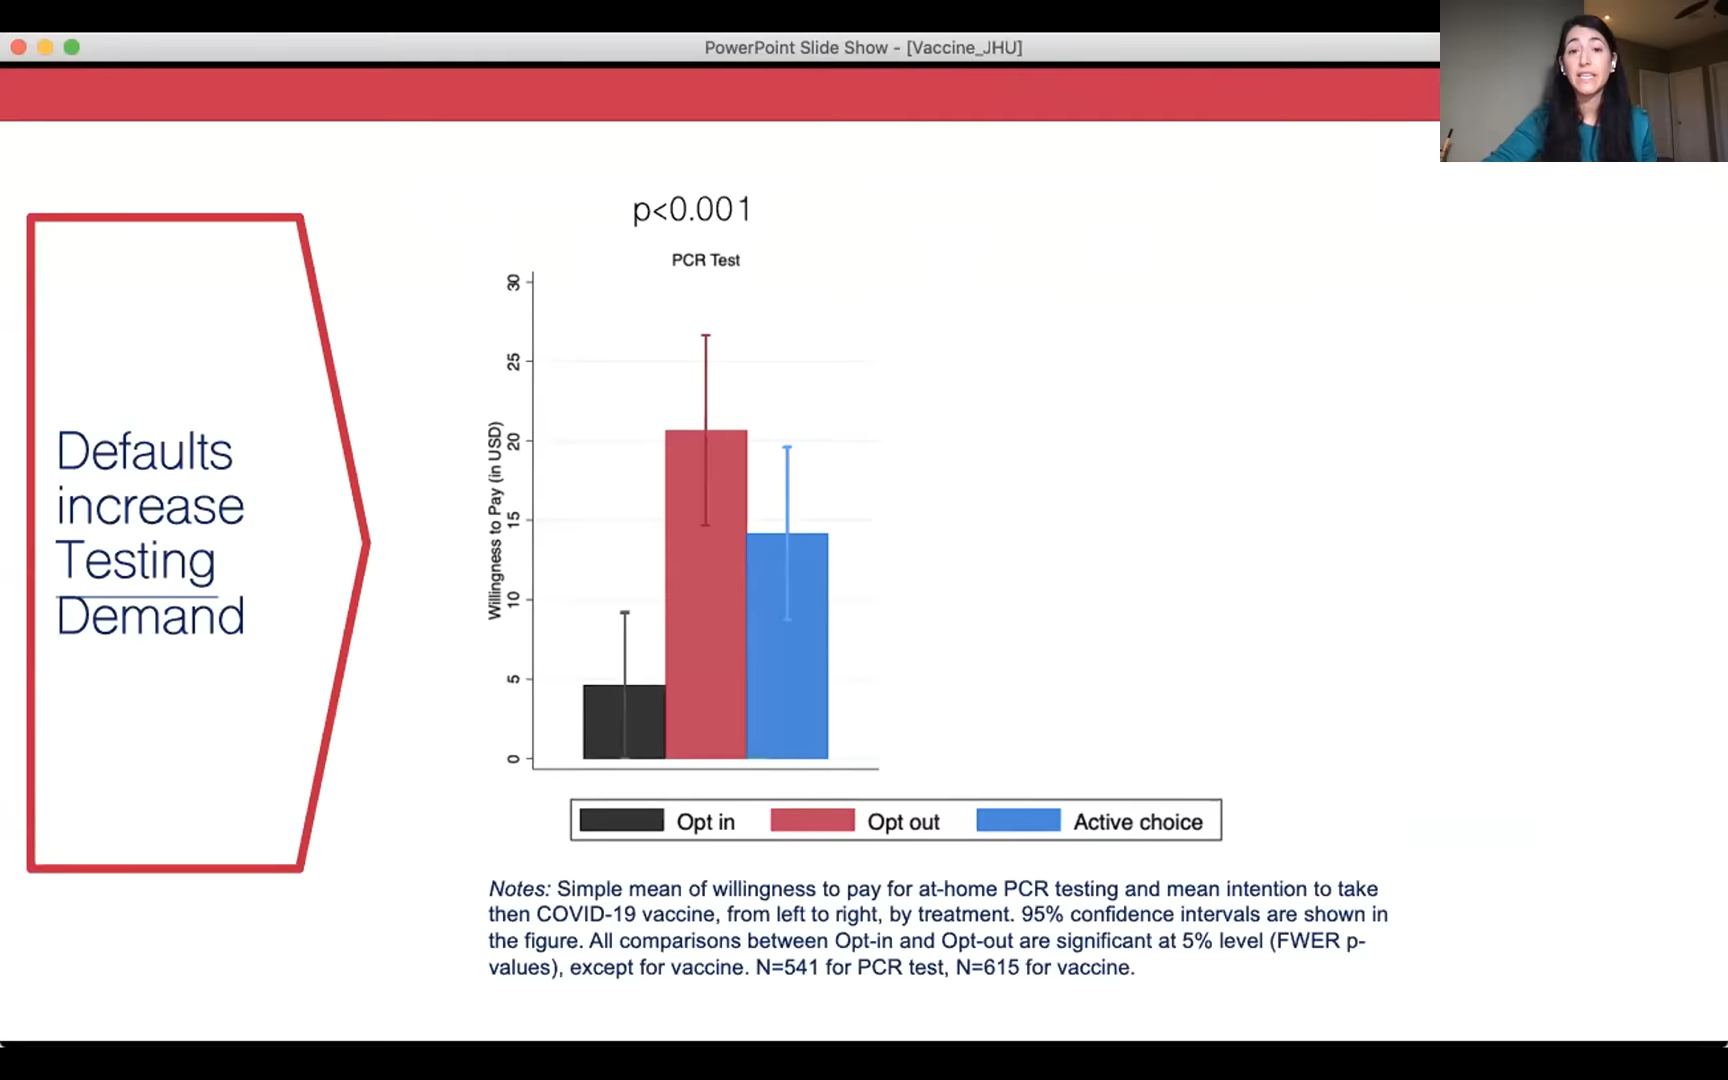 PowerPoint Slide Show - [Vaccine_JHU]
Defaults
increase
Testing
Demand
p<0.001
PCR Test
Willingness to Pay (in USD)
30
25
20
15
10
5
0
Opt in
Opt out
Active choice
Notes: Simple mean of willingness to pay for at-home PCR testing and mean intention to take
then COVID-19 vaccine, from left to right, by treatment. 95% confidence intervals are shown in
the figure. All comparisons between Opt-in and Opt-out are significant at 5% level (FWER p-
values), except for vaccine. N=541 for PCR test, N=615 for vaccine.